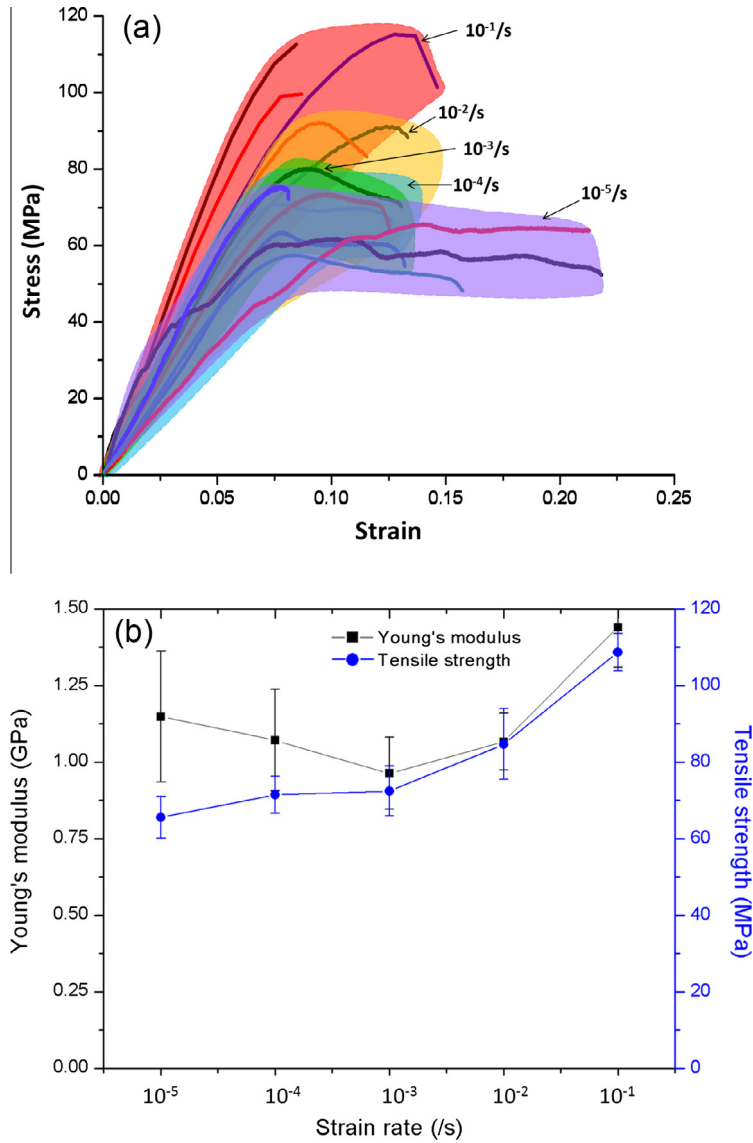 (a)
120
100
80
60
40
20
0
Stress (MPa)
10⁻¹/s
10⁻²/s
10⁻³/s
10⁻⁴/s
10⁻⁵/s
0.00 0.05 0.10 0.15 0.20 0.25
Strain
(b)
Young's modulus
Tensile strength
1.50
1.25
1.00
0.75
0.50
0.25
0.00
Young's modulus (GPa)
120
100
80
60
40
20
0
Tensile strength (MPa)
10⁻⁵ 10⁻⁴ 10⁻³ 10⁻² 10⁻¹
Strain rate (/s)